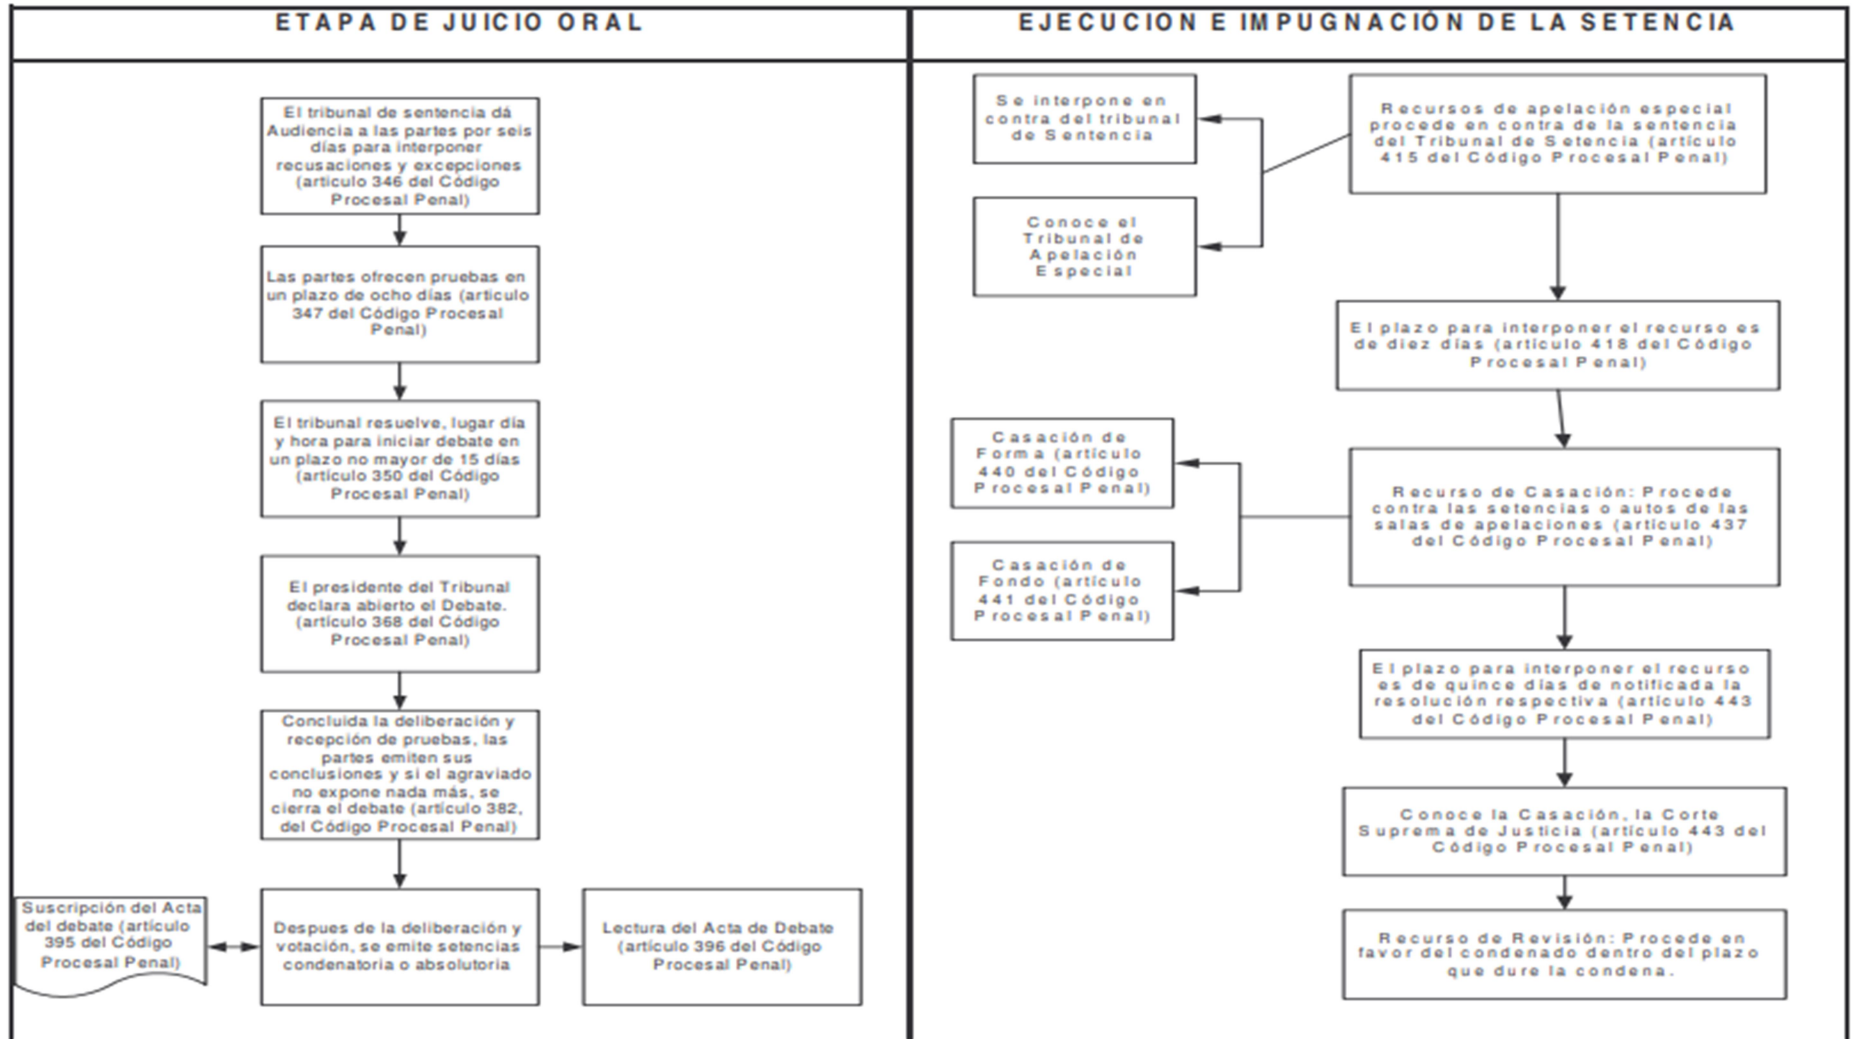 ETAPA DE JUICIO ORAL
El tribunal de sentencia dá
Audiencia a las partes por seis
días para interponer
recusaciones y excepciones
(artículo 346 del Código
Procesal Penal)
Las partes ofrecen pruebas en
un plazo de ocho días (artículo
347 del Código Procesal
Penal)
El tribunal resuelve, lugar día
y hora para iniciar debate en
un plazo no mayor de 15 días
(artículo 350 del Código
Procesal Penal)
El presidente del Tribunal
declara abierto el Debate.
(artículo 368 del Código
Procesal Penal)
Concluida la deliberación y
recepción de pruebas, las
partes emiten sus
conclusiones y si el agraviado
no expone nada más, se
cierra el debate (artículo 382,
del Código Procesal Penal)
Suscripción del Acta
del debate (artículo
395 del Código
Procesal Penal)
Despues de la deliberación y
votación, se emite setencias
condenatoria o absolutoria
Lectura del Acta de Debate
(artículo 396 del Código
Procesal Penal)
EJECUCION E IMPUGNACIÓN DE LA SETENCIA
Se interpone en
contra del tribunal
de Sentencia
Conoce el
Tribunal de
Apelación
Especial
Recursos de apelación especial
procede en contra de la sentencia
del Tribunal de Setencia (artículo
415 del Código Procesal Penal)
El plazo para interponer el recurso es
de diez días (artículo 418 del Código
Procesal Penal)
Casación de
Forma (artículo
440 del Código
Procesal Penal)
Casación de
Fondo (artículo
441 del Código
Procesal Penal)
Recurso de Casación: Procede
contra las setencias o autos de las
salas de apelaciones (artículo 437
del Código Procesal Penal)
El plazo para interponer el recurso
es de quince días de notificada la
resolución respectiva (artículo 443
del Código Procesal Penal)
Conoce la Casación, la Corte
Suprema de Justicia (artículo 443 del
Código Procesal Penal)
Recurso de Revisión: Procede en
favor del condenado dentro del plazo
que dure la condena.